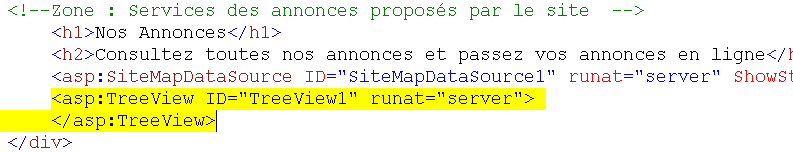 <!--Zone : Services des annonces proposés par le site  -->
<h1>Nos Annonces</h1>
<h2>Consultez toutes nos annonces et passez vos annonces en ligne</h
<asp:SiteMapDataSource ID="SiteMapDataSource1" runat="server" ShowSt
<asp:TreeView ID="TreeView1" runat="server">
</asp:TreeView>
</div>